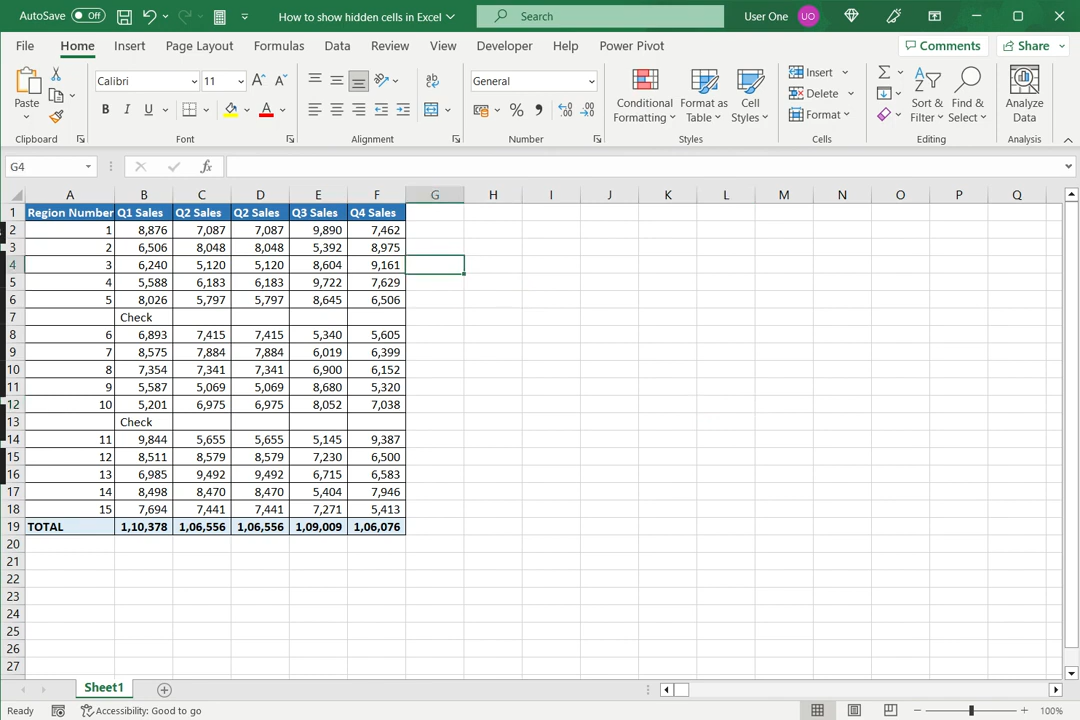 AutoSave Off How to show hidden cells in Excel Search User One UO
File Home Insert Page Layout Formulas Data Review View Developer Help Power Pivot Comments Share
Paste Calibri 11 A^ Aˇ ab General Conditional Formatting Format as Table Cell Styles Insert Delete Format Sort & Filter Find & Select Analyze Data
B I U A % 9
Clipboard Font Alignment Number Styles Cells Editing Analysis
G4 fx
A B C D E F G H I J K L M N O P Q
1 Region Number Q1 Sales Q2 Sales Q2 Sales Q3 Sales Q4 Sales
2 1 8,876 7,087 7,087 9,890 7,462
3 2 6,506 8,048 8,048 5,392 8,975
4 3 6,240 5,120 5,120 8,604 9,161
5 4 5,588 6,183 6,183 9,722 7,629
6 5 8,026 5,797 5,797 8,645 6,506
7 Check
8 6 6,893 7,415 7,415 5,340 5,605
9 7 8,575 7,884 7,884 6,019 6,399
10 8 7,354 7,341 7,341 6,900 6,152
11 9 5,587 5,069 5,069 8,680 5,320
12 10 5,201 6,975 6,975 8,052 7,038
13 Check
14 11 9,844 5,655 5,655 5,145 9,387
15 12 8,511 8,579 8,579 7,230 6,500
16 13 6,985 9,492 9,492 6,715 6,583
17 14 8,498 8,470 8,470 5,404 7,946
18 15 7,694 7,441 7,441 7,271 5,413
19 TOTAL 1,10,378 1,06,556 1,06,556 1,09,009 1,06,076
20
21
22
23
24
25
26
27
Sheet1
Ready Accessibility: Good to go 100%